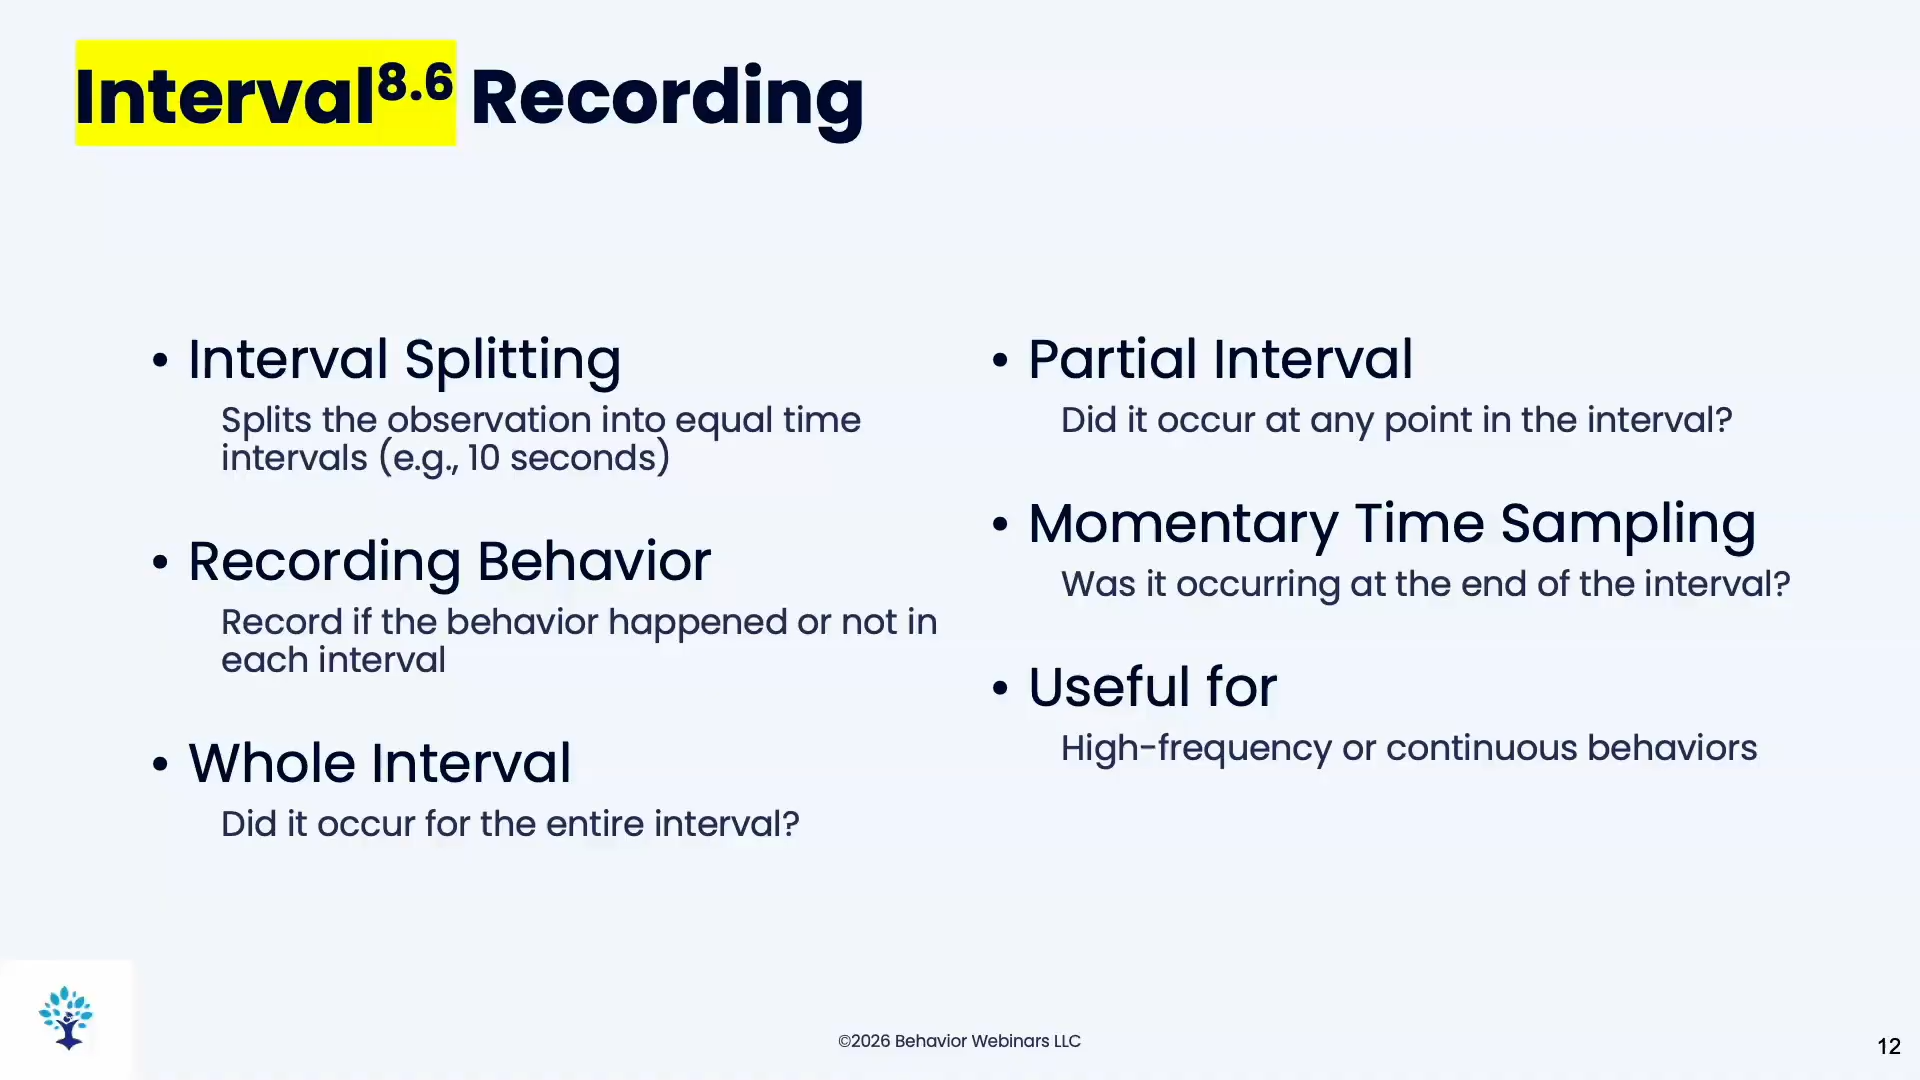 Interval8.6 Recording
• Interval Splitting
Splits the observation into equal time
intervals (e.g., 10 seconds)
• Recording Behavior
Record if the behavior happened or not in
each interval
• Whole Interval
Did it occur for the entire interval?
• Partial Interval
Did it occur at any point in the interval?
• Momentary Time Sampling
Was it occurring at the end of the interval?
• Useful for
High-frequency or continuous behaviors
©2026 Behavior Webinars LLC
12